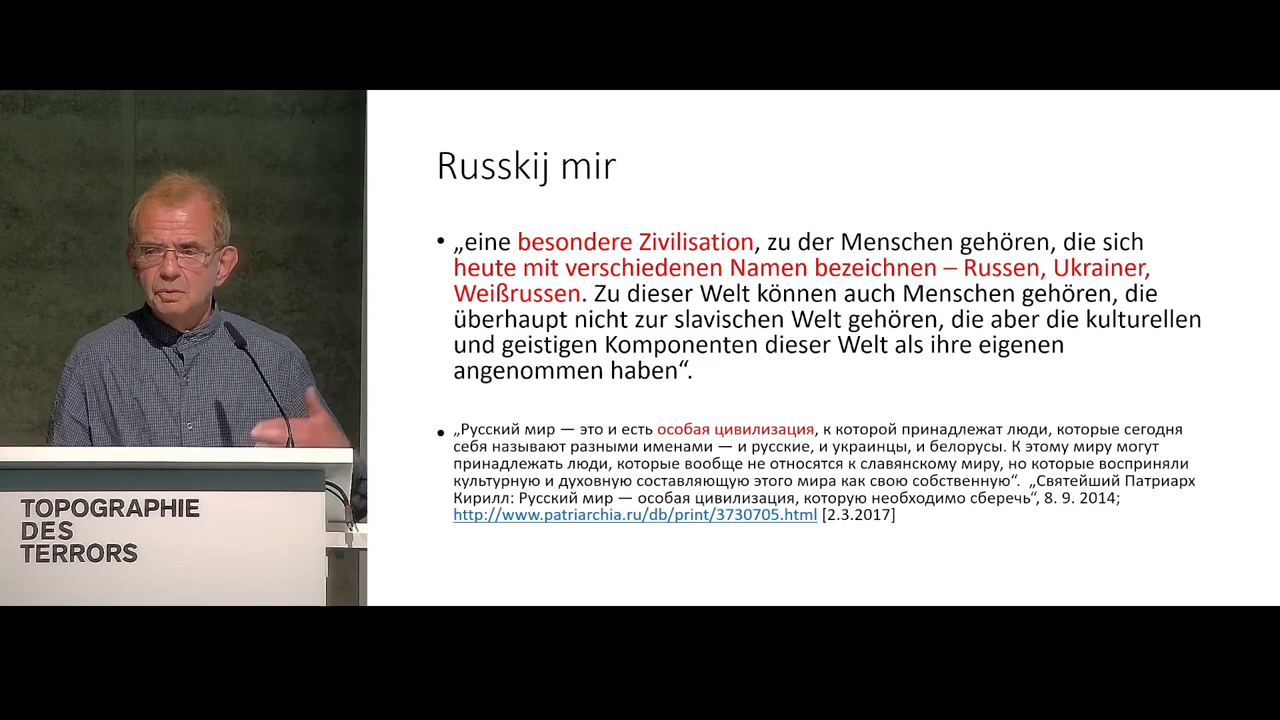 Russkij mir
• „eine besondere Zivilisation, zu der Menschen gehören, die sich
heute mit verschiedenen Namen bezeichnen – Russen, Ukrainer,
Weißrussen. Zu dieser Welt können auch Menschen gehören, die
überhaupt nicht zur slavischen Welt gehören, die aber die kulturellen
und geistigen Komponenten dieser Welt als ihre eigenen
angenommen haben“.
• „Русский мир — это и есть особая цивилизация, к которой принадлежат люди, которые сегодня
себя называют разными именами — и русские, и украинцы, и белорусы. К этому миру могут
принадлежать люди, которые вообще не относятся к славянскому миру, но которые восприняли
культурную и духовную составляющую этого мира как свою собственную“. „Святейший Патриарх
Кирилл: Русский мир — особая цивилизация, которую необходимо сберечь“, 8. 9. 2014;
http://www.patriarchia.ru/db/print/3730705.html [2.3.2017]
TOPOGRAPHIE
DES
TERRORS